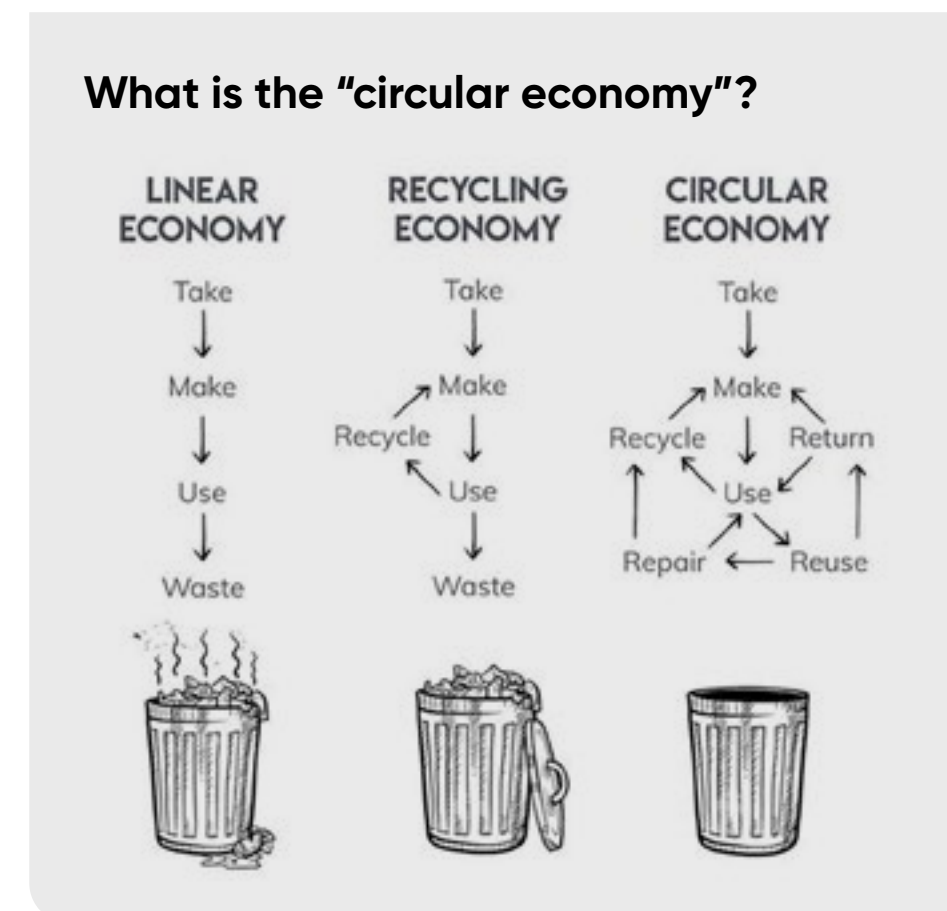 What is the “circular economy”?
LINEAR
ECONOMY
Take
Make
Use
Waste
RECYCLING
ECONOMY
Take
Make
Recycle
Use
Waste
CIRCULAR
ECONOMY
Take
Make
Recycle
Return
Use
Repair
Reuse